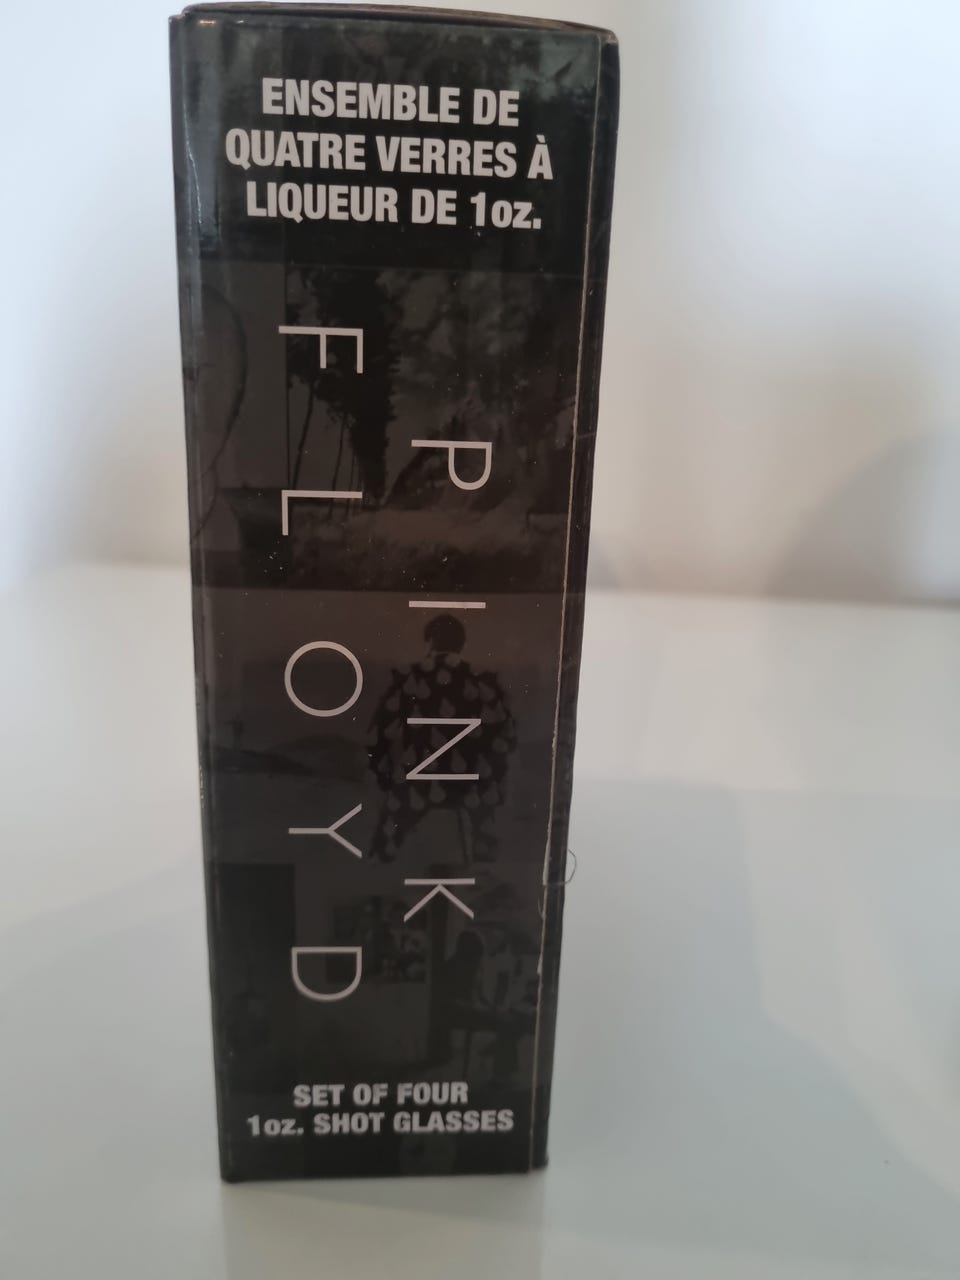 ENSEMBLE DE
QUATRE VERRES À
LIQUEUR DE 1oz.
PINK
FLOYD
SET OF FOUR
1oz. SHOT GLASSES